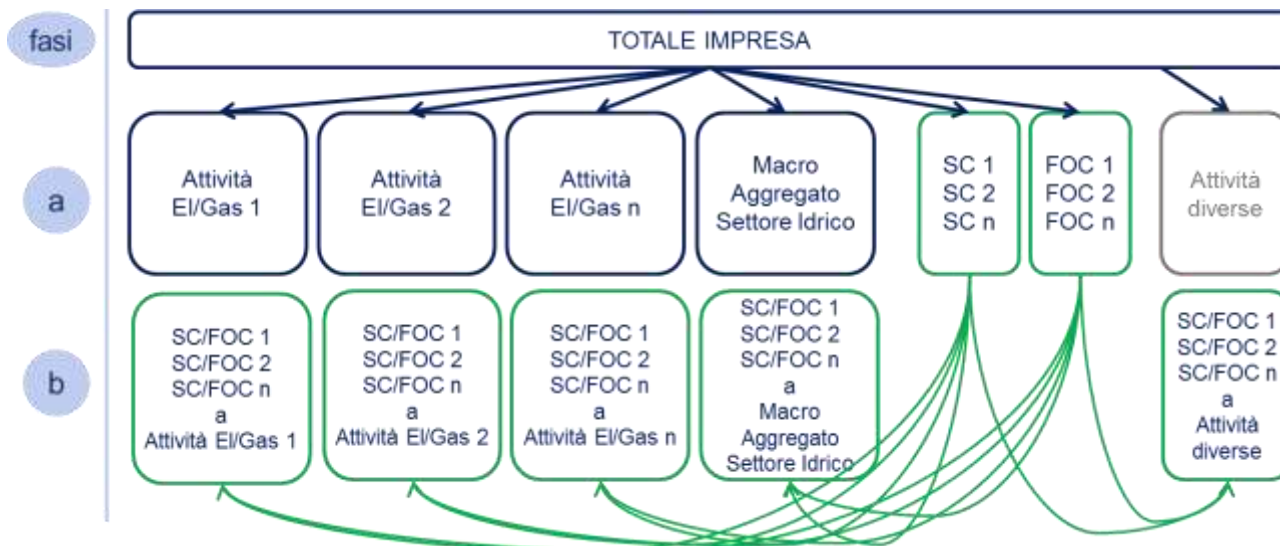 fasi
TOTALE IMPRESA
a
Attività
El/Gas 1
Attività
El/Gas 2
Attività
El/Gas n
Macro
Aggregato
Settore Idrico
SC 1
SC 2
SC n
FOC 1
FOC 2
FOC n
Attività
diverse
b
SC/FOC 1
SC/FOC 2
SC/FOC n
a
Attività El/Gas 1
SC/FOC 1
SC/FOC 2
SC/FOC n
a
Attività El/Gas 2
SC/FOC 1
SC/FOC 2
SC/FOC n
a
Attività El/Gas n
SC/FOC 1
SC/FOC 2
SC/FOC n
a
Macro
Aggregato
Settore Idrico
SC/FOC 1
SC/FOC 2
SC/FOC n
a
Attività
diverse